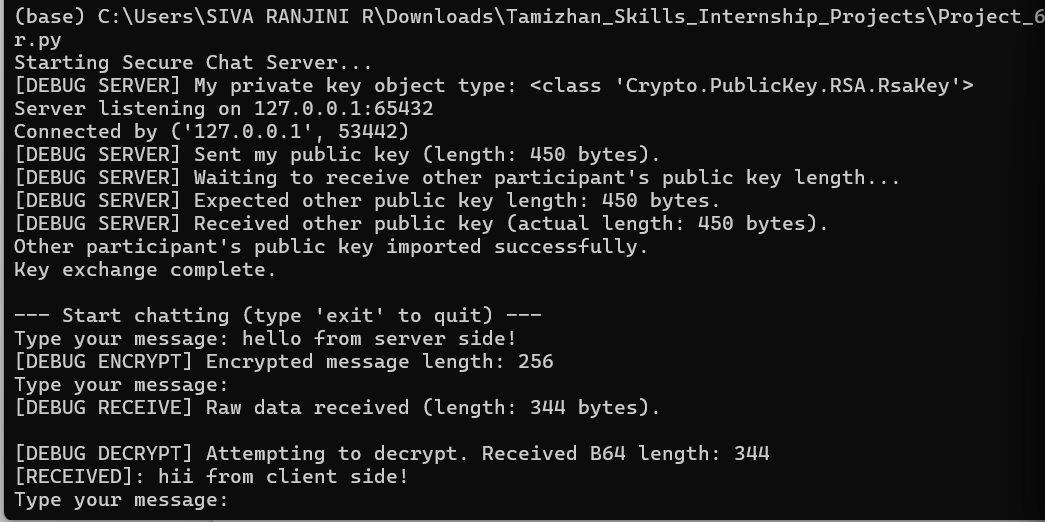 (base) C:\Users\SIVA RANJINI R\Downloads\Tamizhan_Skills_Internship_Projects\Project_6
r.py
Starting Secure Chat Server...
[DEBUG SERVER] My private key object type: <class 'Crypto.PublicKey.RSA.RsaKey'>
Server listening on 127.0.0.1:65432
Connected by ('127.0.0.1', 53442)
[DEBUG SERVER] Sent my public key (length: 450 bytes).
[DEBUG SERVER] Waiting to receive other participant's public key length...
[DEBUG SERVER] Expected other public key length: 450 bytes.
[DEBUG SERVER] Received other public key (actual length: 450 bytes).
Other participant's public key imported successfully.
Key exchange complete.
--- Start chatting (type 'exit' to quit) ---
Type your message: hello from server side!
[DEBUG ENCRYPT] Encrypted message length: 256
Type your message:
[DEBUG RECEIVE] Raw data received (length: 344 bytes).
[DEBUG DECRYPT] Attempting to decrypt. Received B64 length: 344
[RECEIVED]: hii from client side!
Type your message: